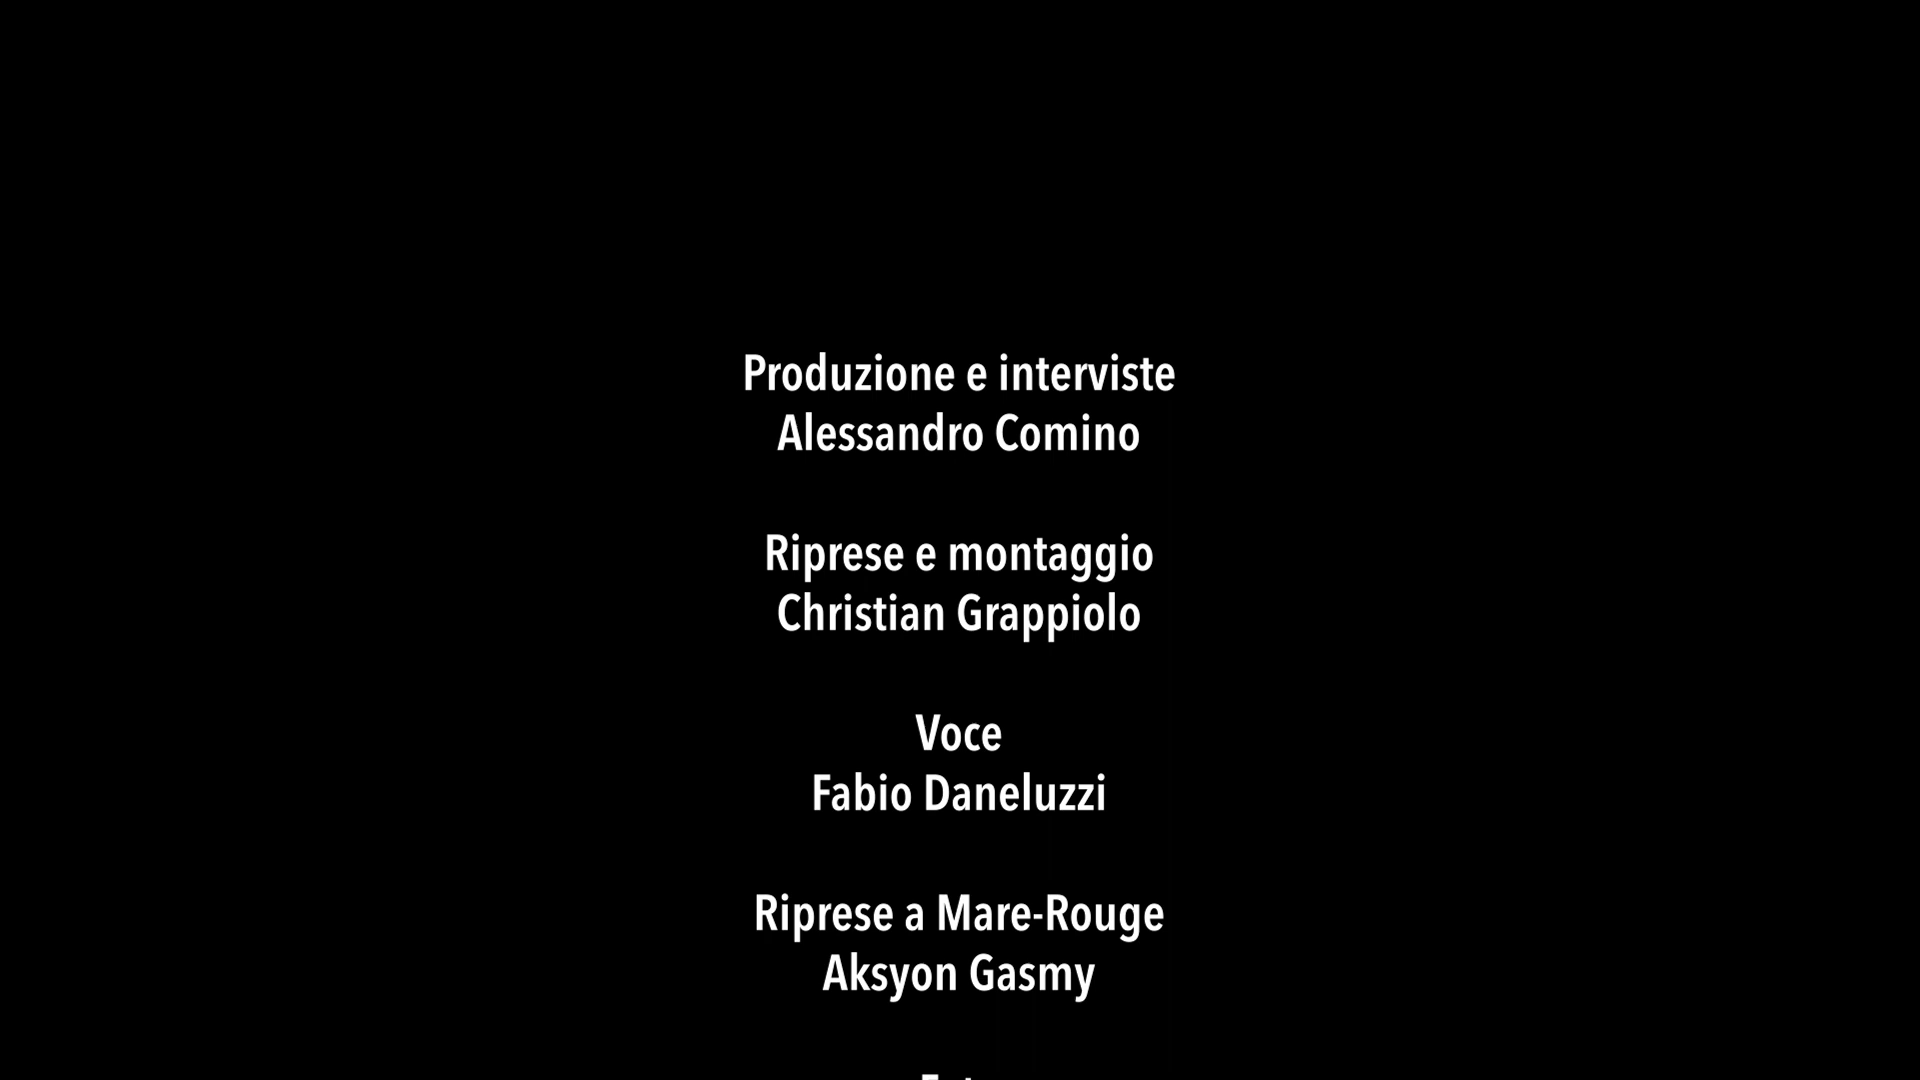 Produzione e interviste
Alessandro Comino
Riprese e montaggio
Christian Grappiolo
Voce
Fabio Daneluzzi
Riprese a Mare-Rouge
Aksyon Gasmy